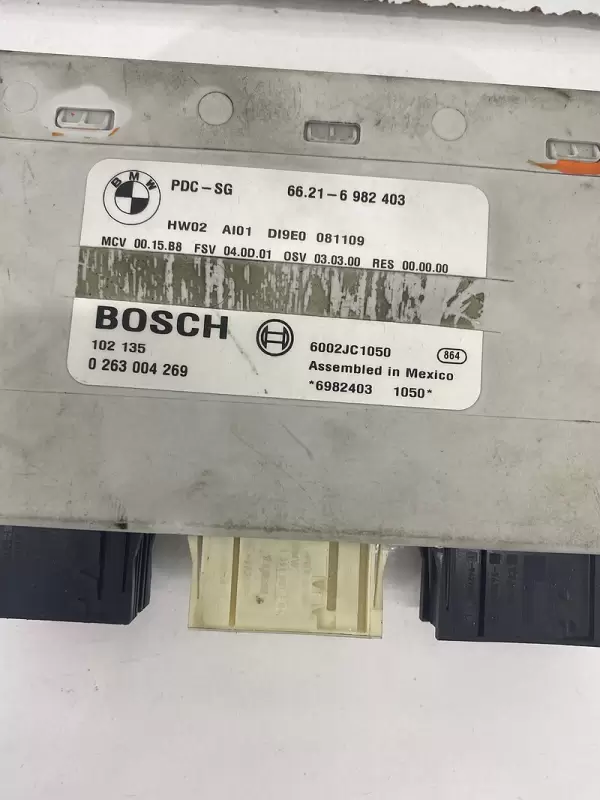 BMW PDC-SG 66.21-6 982 403
HW02 AI01 DI9E0 081109
MCV 00.15.B8 FSV 04.0D.01 OSV 03.03.00 RES 00.00.00
BOSCH 6002JC1050 864
102 135 Assembled in Mexico
0 263 004 269 *6982403 1050*